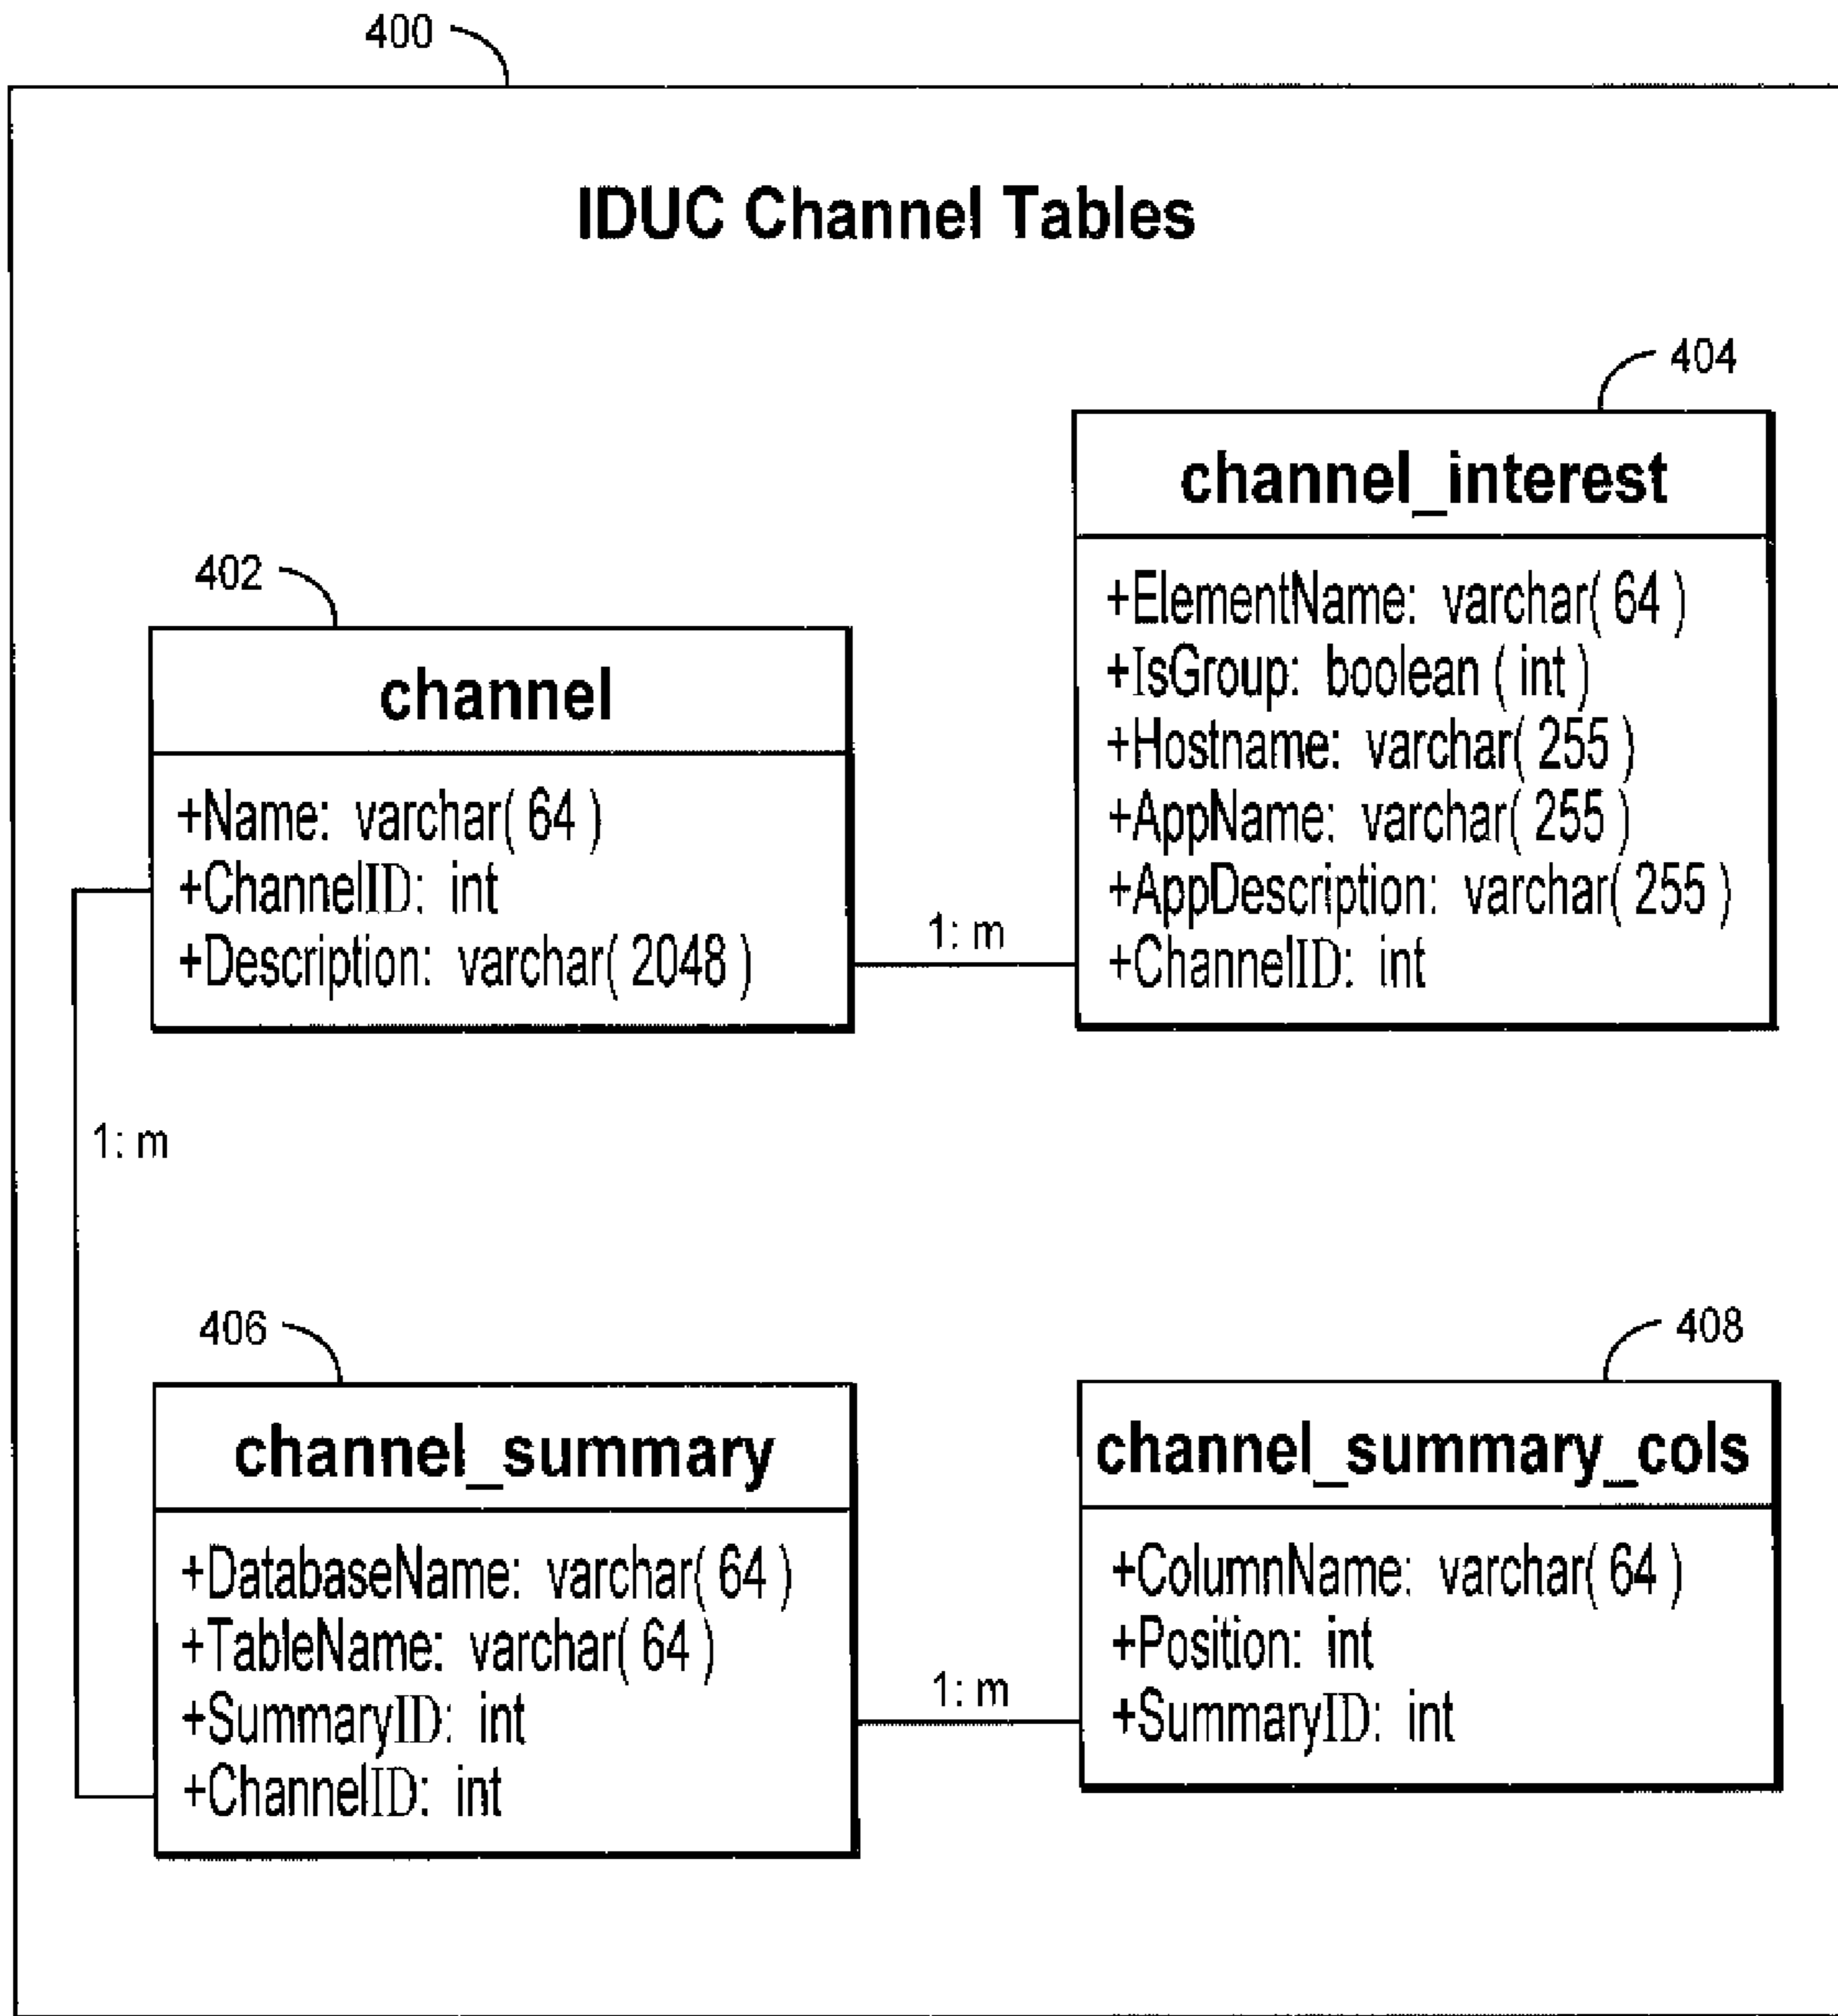 400
IDUC Channel Tables
404
channel_interest
+ElementName: varchar( 64 )
+IsGroup: boolean ( int )
+Hostname: varchar( 255 )
+AppName: varchar( 255 )
+AppDescription: varchar( 255 )
+ChannelID: int
402
channel
+Name: varchar( 64 )
+ChannelID: int
+Description: varchar( 2048 )
1: m
1: m
406
channel_summary
+DatabaseName: varchar( 64 )
+TableName: varchar( 64 )
+SummaryID: int
+ChannelID: int
1: m
408
channel_summary_cols
+ColumnName: varchar( 64 )
+Position: int
+SummaryID: int